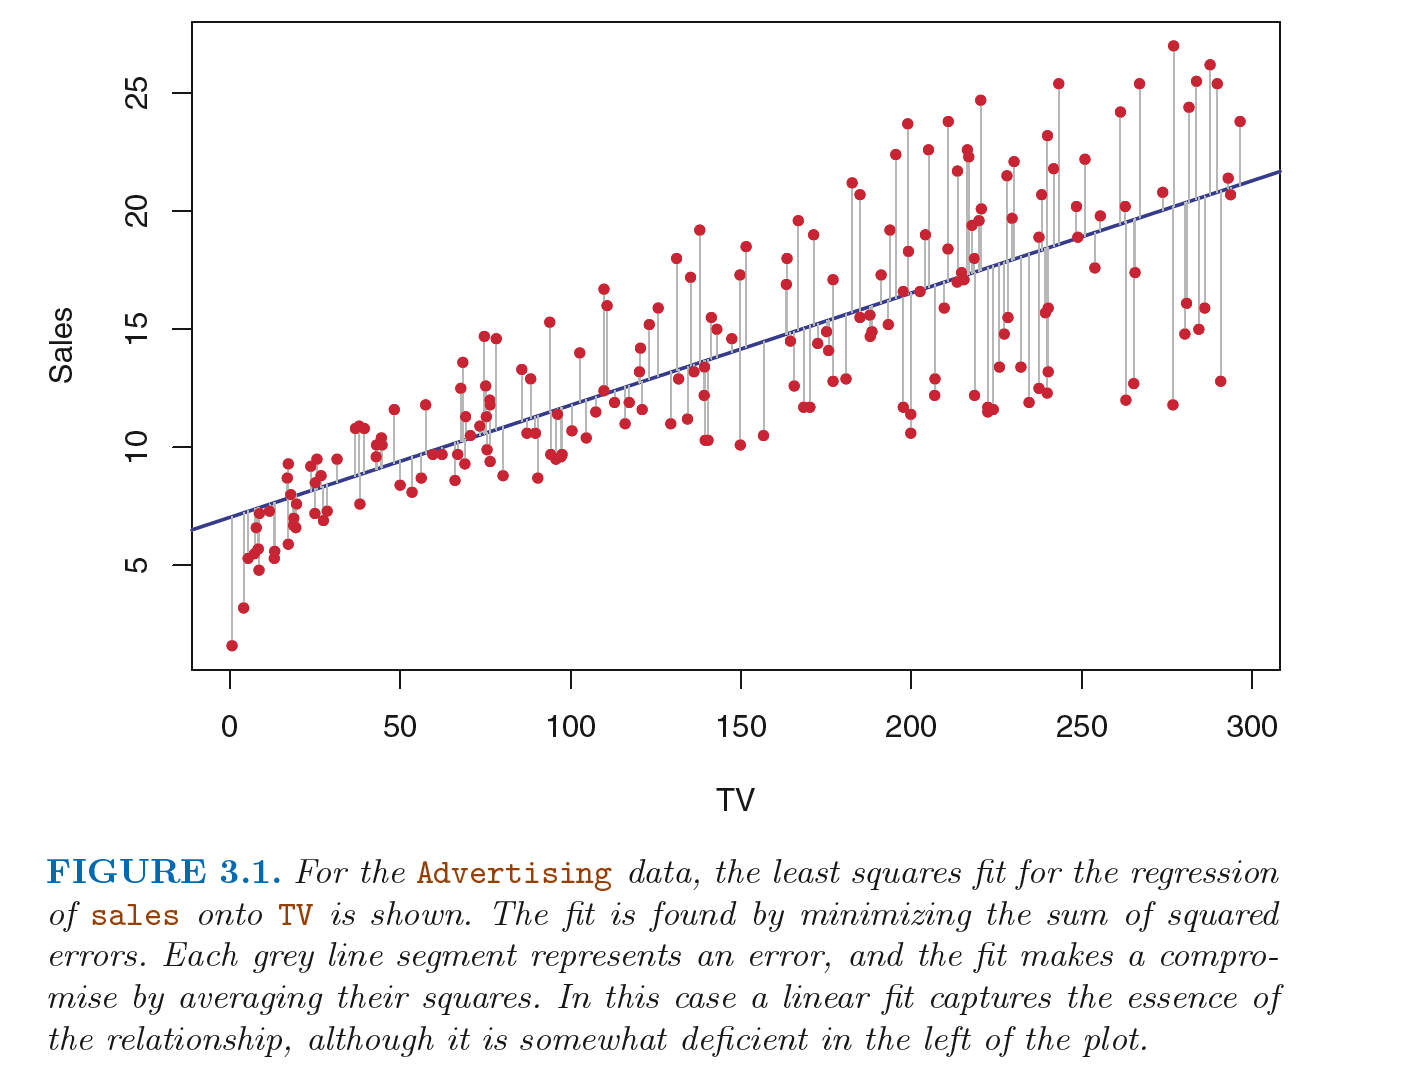 25
20
15
10
5
Sales
0 50 100 150 200 250 300
TV
FIGURE 3.1. For the Advertising data, the least squares fit for the regression
of sales onto TV is shown. The fit is found by minimizing the sum of squared
errors. Each grey line segment represents an error, and the fit makes a compro-
mise by averaging their squares. In this case a linear fit captures the essence of
the relationship, although it is somewhat deficient in the left of the plot.